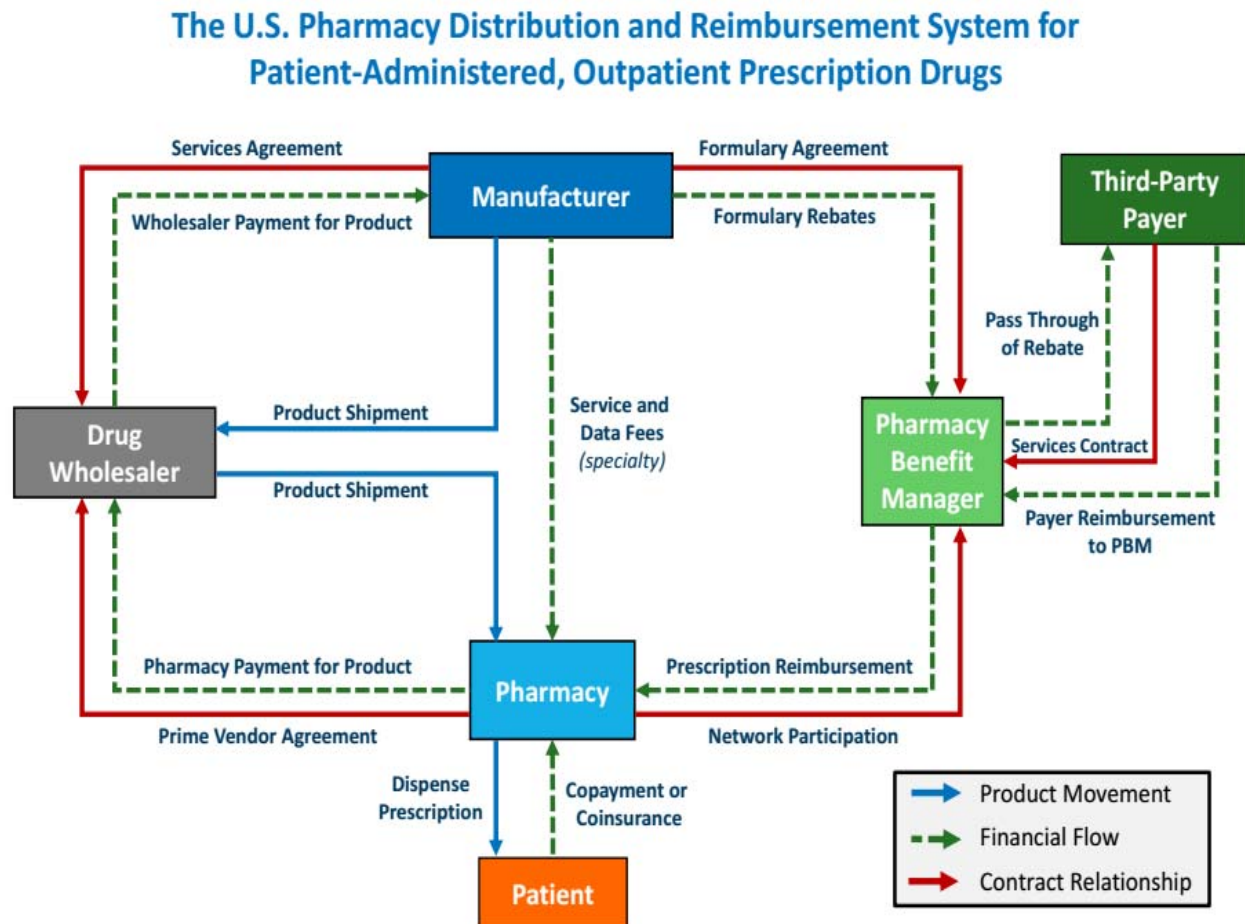 The U.S. Pharmacy Distribution and Reimbursement System for
Patient-Administered, Outpatient Prescription Drugs
Services Agreement
Formulary Agreement
Manufacturer
Third-Party
Payer
Wholesaler Payment for Product
Formulary Rebates
Pass Through
of Rebate
Product Shipment
Service and
Data Fees
(specialty)
Drug
Wholesaler
Pharmacy
Benefit
Manager
Services Contract
Product Shipment
Payer Reimbursement
to PBM
Pharmacy Payment for Product
Pharmacy
Prescription Reimbursement
Prime Vendor Agreement
Network Participation
Dispense
Prescription
Copayment or
Coinsurance
Patient
Product Movement
Financial Flow
Contract Relationship